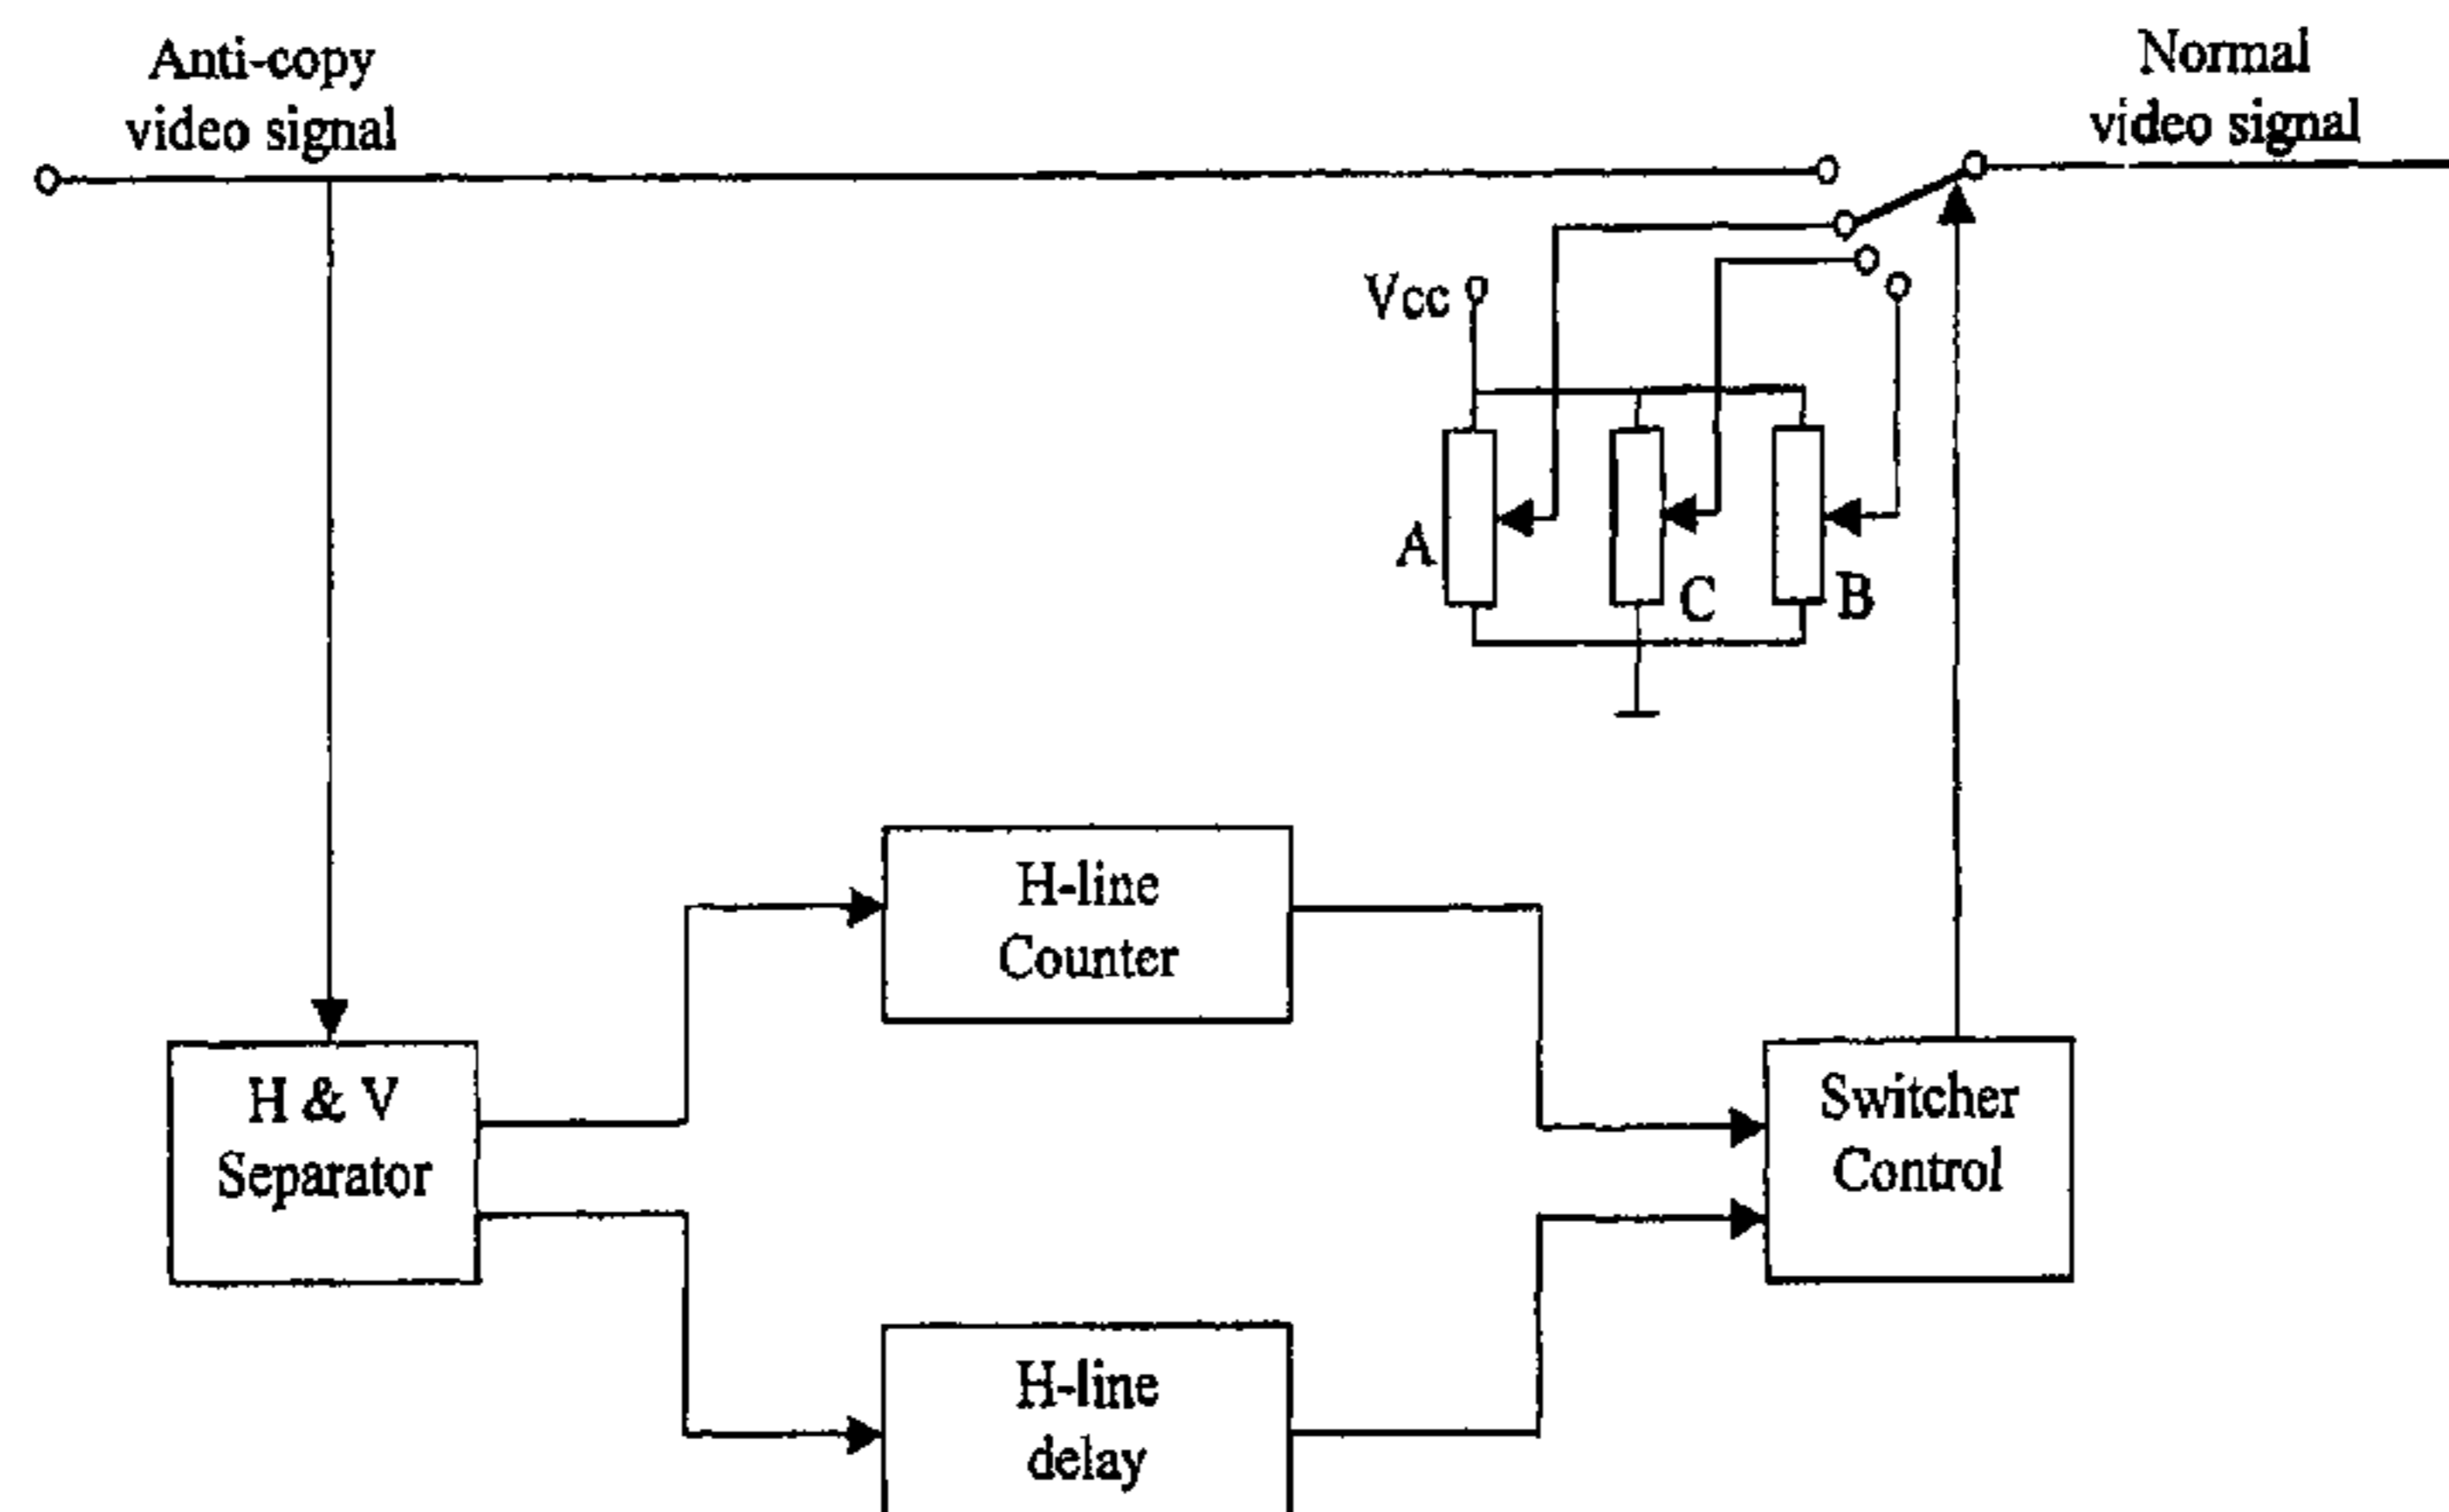 Anti-copy
video signal
Normal
video signal
Vcc
A
C
B
H-line
Counter
H & V
Separator
Switcher
Control
H-line
delay